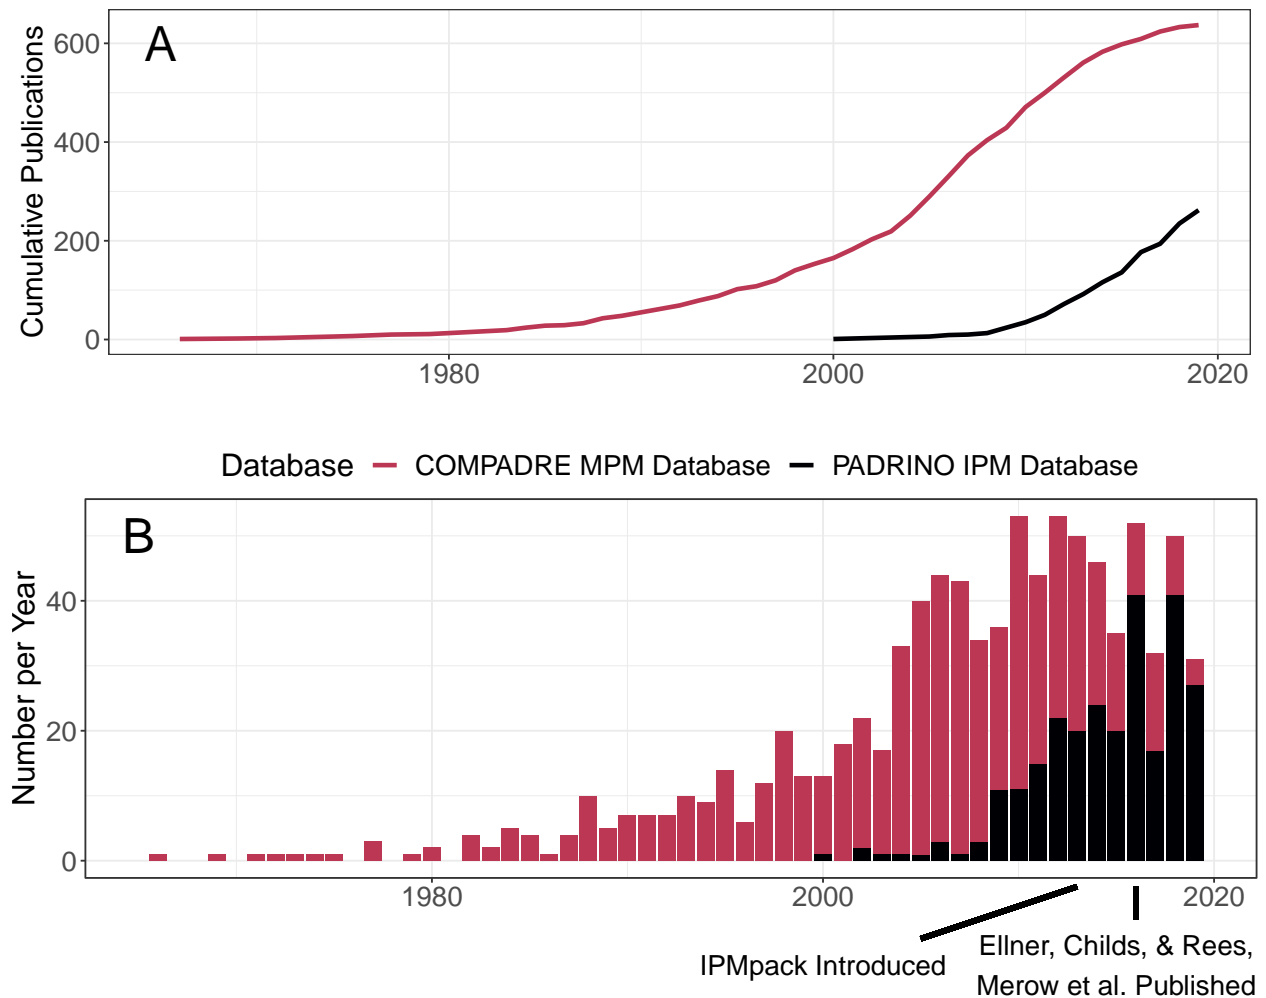 A
Cumulative Publications
600
400
200
0
1980
2000
2020
Database COMPADRE MPM Database PADRINO IPM Database
B
Number per Year
40
20
0
1980
2000
2020
IPMpack Introduced
Ellner, Childs, & Rees,
Merow et al. Published